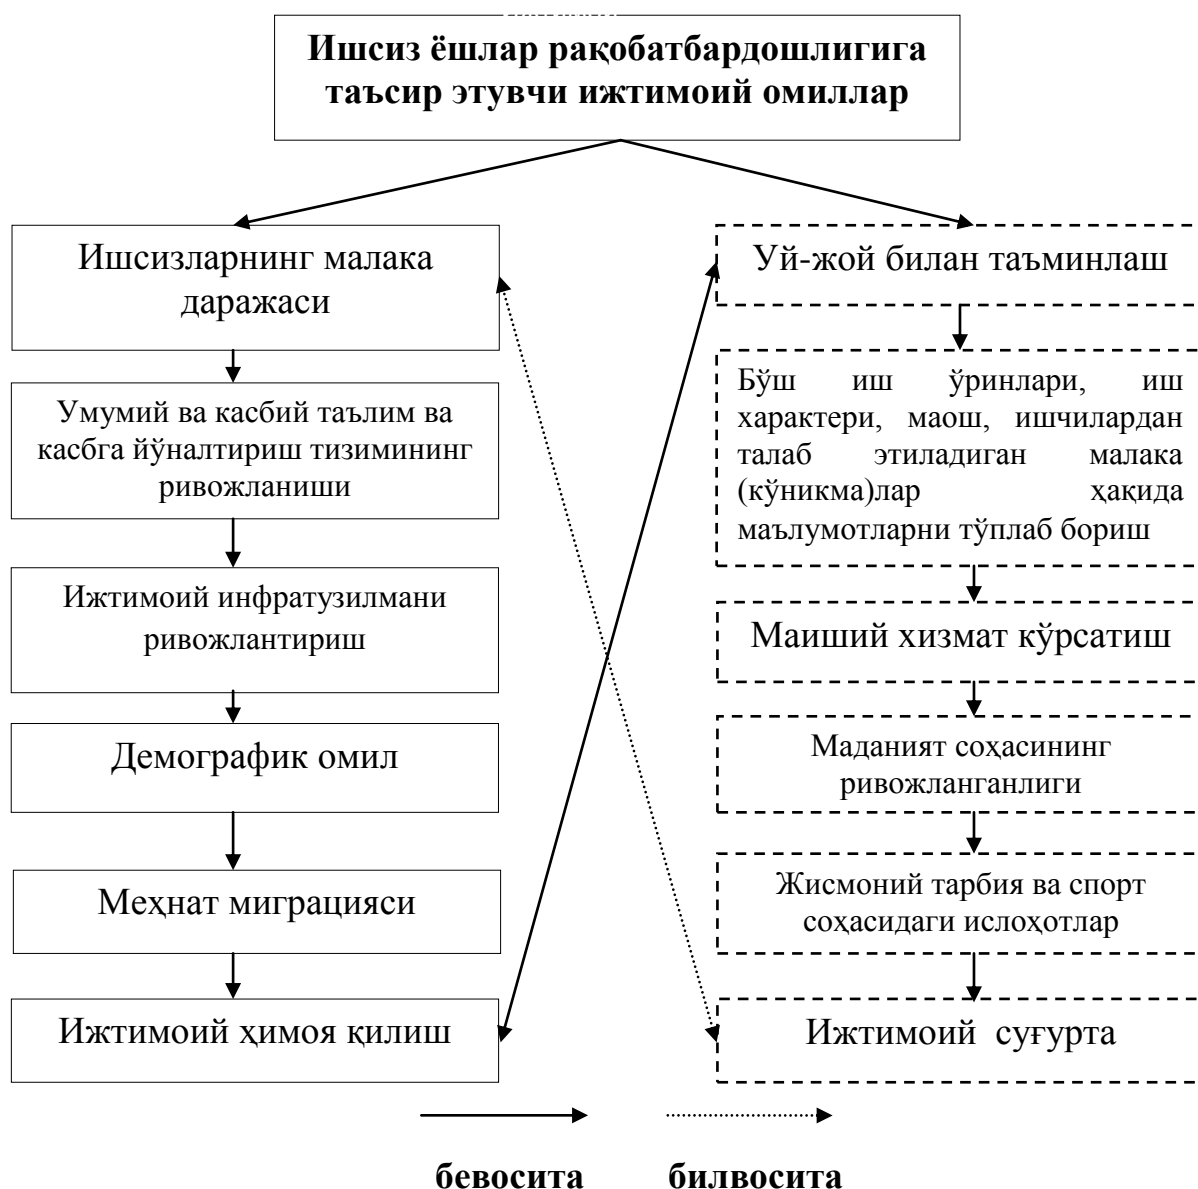 Ишсиз ёшлар рақобатбардошлигига
таъсир этувчи ижтимоий омиллар
Ишсизларнинг малака
даражаси
Умумий ва касбий таълим ва
касбга йўналтириш тизимининг
ривожланиши
Ижтимоий инфратузилмани
ривожлантириш
Демографик омил
Меҳнат миграцияси
Ижтимоий ҳимоя қилиш
Уй-жой билан таъминлаш
Бўш иш ўринлари, иш
характери, маош, ишчилардан
талаб этиладиган малака
(кўникма)лар ҳақида
маълумотларни тўплаб бориш
Маиший хизмат кўрсатиш
Маданият соҳасининг
ривожланганлиги
Жисмоний тарбия ва спорт
соҳасидаги ислоҳотлар
Ижтимоий суғурта
бевосита билвосита